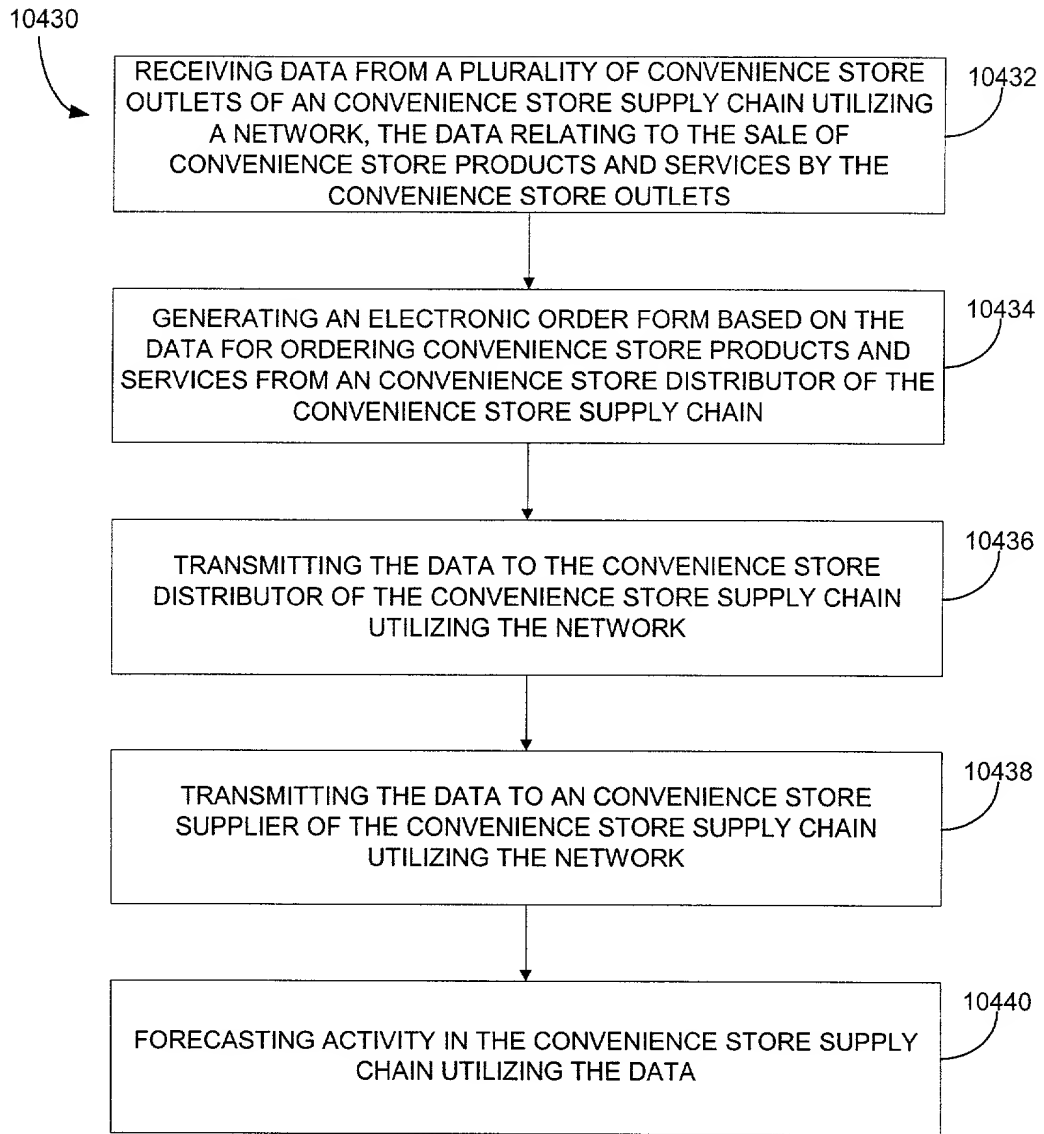 10430
RECEIVING DATA FROM A PLURALITY OF CONVENIENCE STORE
OUTLETS OF AN CONVENIENCE STORE SUPPLY CHAIN UTILIZING
A NETWORK, THE DATA RELATING TO THE SALE OF
CONVENIENCE STORE PRODUCTS AND SERVICES BY THE
CONVENIENCE STORE OUTLETS
10432
GENERATING AN ELECTRONIC ORDER FORM BASED ON THE
DATA FOR ORDERING CONVENIENCE STORE PRODUCTS AND
SERVICES FROM AN CONVENIENCE STORE DISTRIBUTOR OF THE
CONVENIENCE STORE SUPPLY CHAIN
10434
TRANSMITTING THE DATA TO THE CONVENIENCE STORE
DISTRIBUTOR OF THE CONVENIENCE STORE SUPPLY CHAIN
UTILIZING THE NETWORK
10436
TRANSMITTING THE DATA TO AN CONVENIENCE STORE
SUPPLIER OF THE CONVENIENCE STORE SUPPLY CHAIN
UTILIZING THE NETWORK
10438
FORECASTING ACTIVITY IN THE CONVENIENCE STORE SUPPLY
CHAIN UTILIZING THE DATA
10440